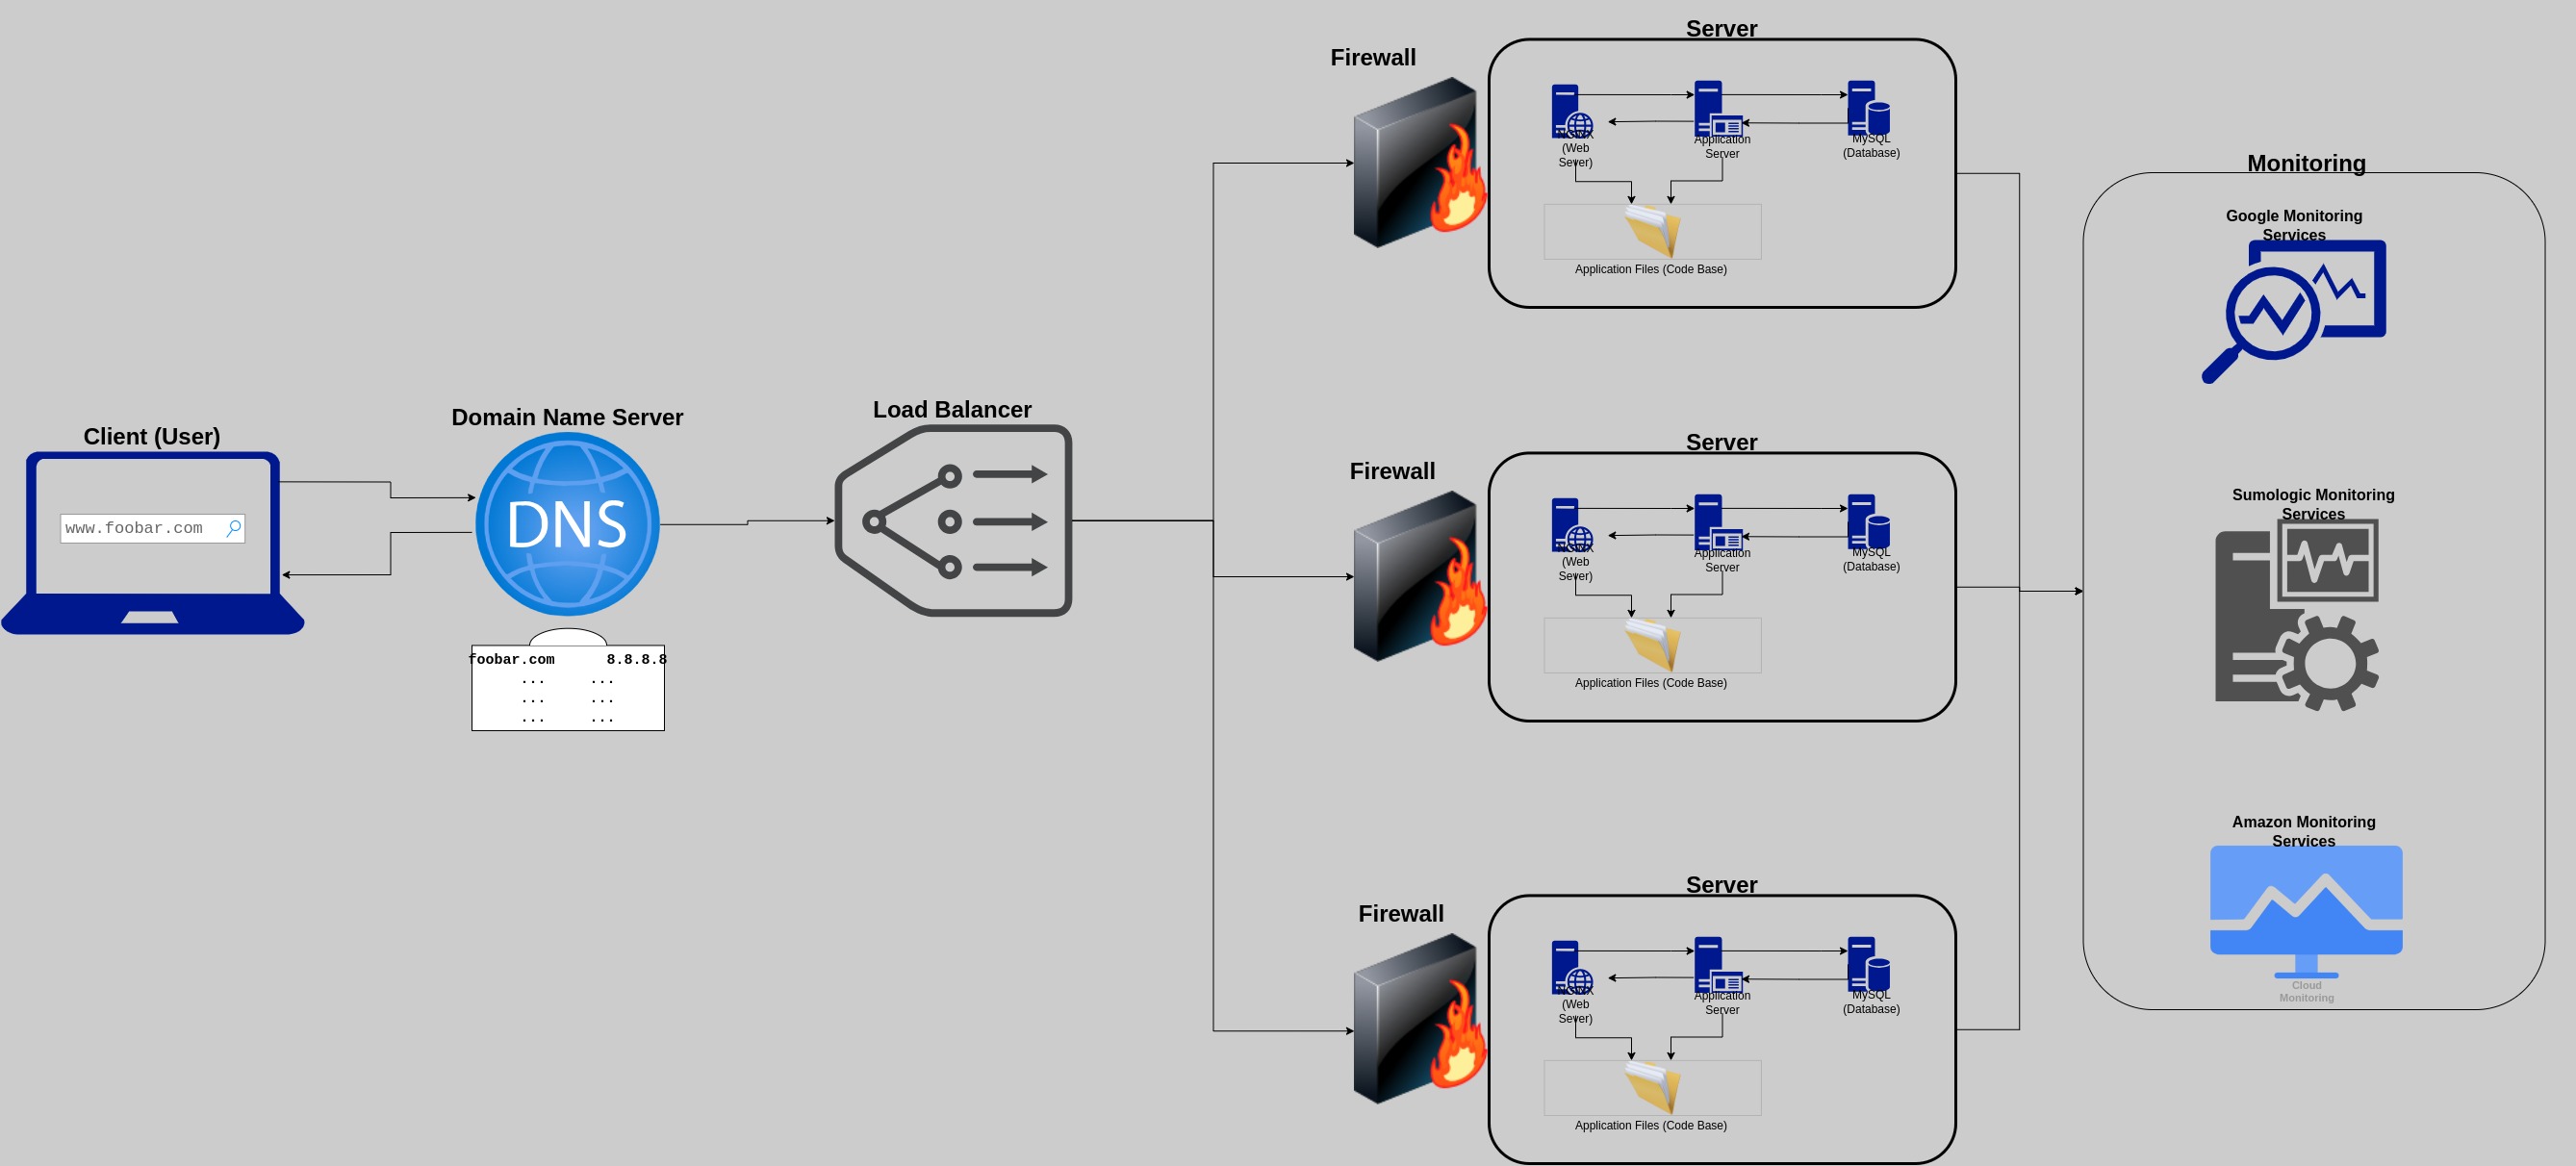 Client (User)
www.foobar.com
Domain Name Server
DNS
foobar.com 8.8.8.8
... ...
... ...
... ...
Load Balancer
Firewall
Server
NGINX
(Web
Sever)
Application
Server
MySQL
(Database)
Application Files (Code Base)
Firewall
Server
NGINX
(Web
Sever)
Application
Server
MySQL
(Database)
Application Files (Code Base)
Firewall
Server
NGINX
(Web
Sever)
Application
Server
MySQL
(Database)
Application Files (Code Base)
Monitoring
Google Monitoring
Services
Sumologic Monitoring
Services
Amazon Monitoring
Services
Cloud
Monitoring